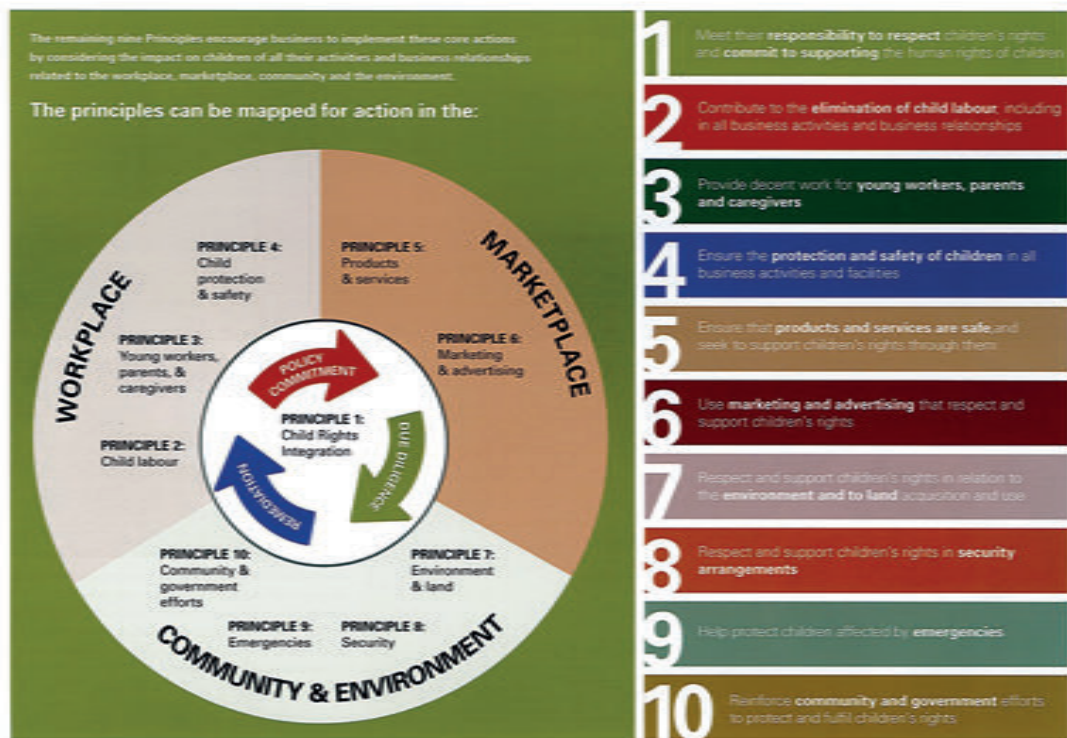 The remaining nine Principles encourage business to implement these core actions
by considering the impact on children of all their activities and business relationships
related to the workplace, marketplace, community and the environment.
The principles can be mapped for action in the:
WORKPLACE
PRINCIPLE 4:
Child
protection
& safety
PRINCIPLE 3:
Young workers,
parents, &
caregivers
PRINCIPLE 2:
Child labour
MARKETPLACE
PRINCIPLE 5:
Products
& services
PRINCIPLE 6:
Marketing
& advertising
POLICY
COMMITMENT
PRINCIPLE 1:
Child Rights
Integration
DUE DILIGENCE
REMEDIATION
PRINCIPLE 10:
Community &
government
efforts
PRINCIPLE 7:
Environment
& land
PRINCIPLE 9:
Emergencies
PRINCIPLE 8:
Security
COMMUNITY & ENVIRONMENT
1
Meet their responsibility to respect children's rights
and commit to supporting the human rights of children
2
Contribute to the elimination of child labour, including
in all business activities and business relationships
3
Provide decent work for young workers, parents
and caregivers
4
Ensure the protection and safety of children in all
business activities and facilities
5
Ensure that products and services are safe, and
seek to support children's rights through them
6
Use marketing and advertising that respect and
support children's rights
7
Respect and support children's rights in relation to
the environment and to land acquisition and use
8
Respect and support children's rights in security
arrangements
9
Help protect children affected by emergencies
10
Reinforce community and government efforts
to protect and fulfil children's rights